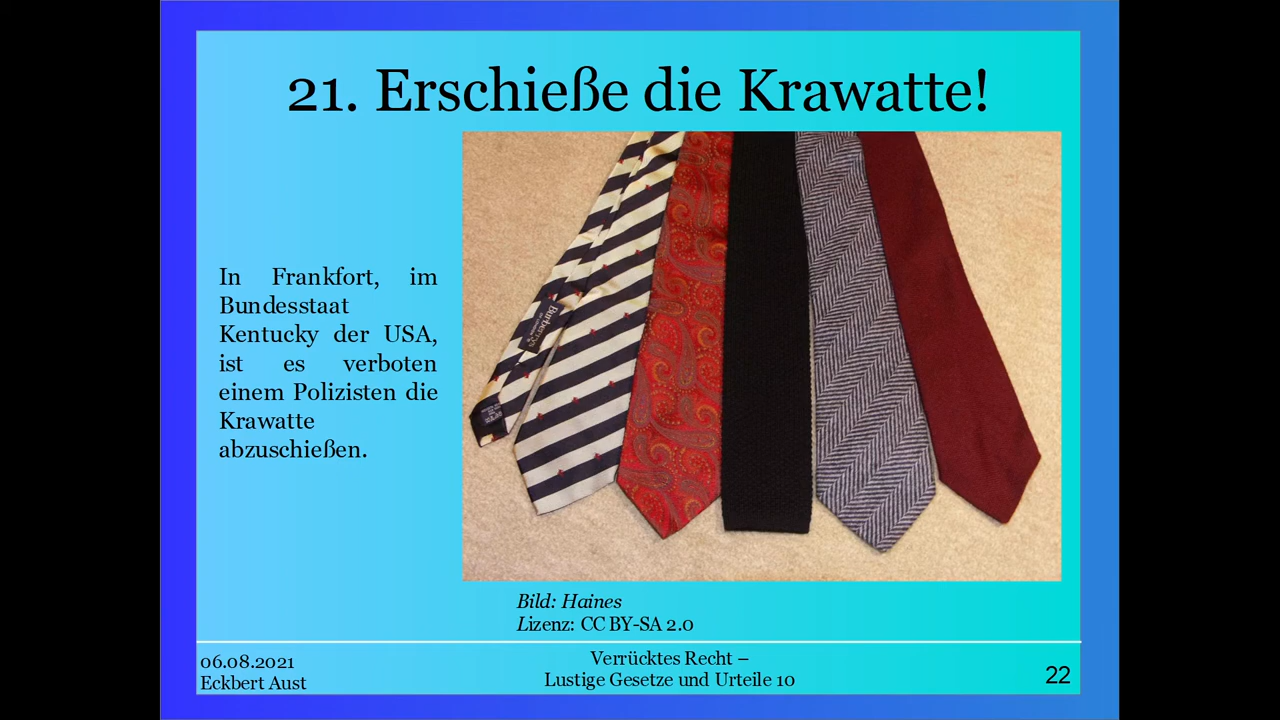 21. Erschieße die Krawatte!
In Frankfort, im
Bundesstaat
Kentucky der USA,
ist es verboten
einem Polizisten die
Krawatte
abzuschießen.
Burberrys
Bild: Haines
Lizenz: CC BY-SA 2.0
06.08.2021
Eckbert Aust
Verrücktes Recht –
Lustige Gesetze und Urteile 10
22